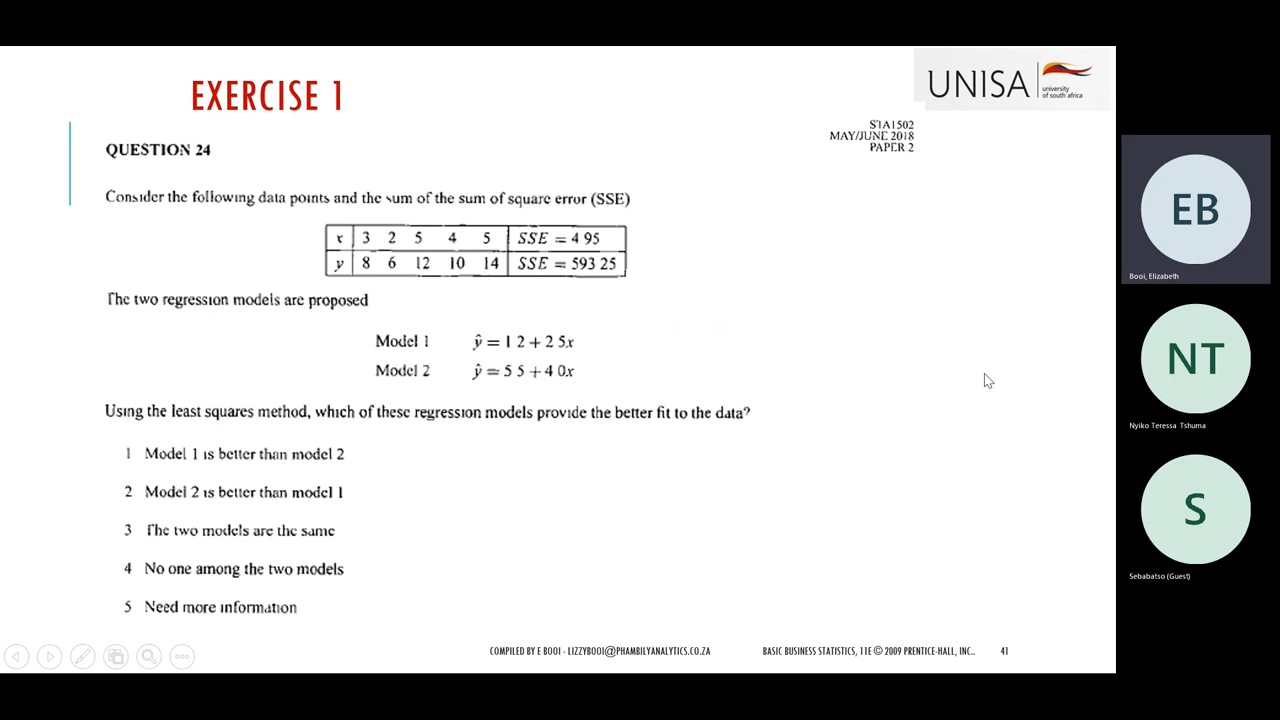 EXERCISE 1
UNISA
university
of south africa
STA1502
MAY/JUNE 2018
PAPER 2
QUESTION 24
Consider the following data points and the sum of the sum of square error (SSE)
x 3 2 5 4 5 SSE = 4 95
y 8 6 12 10 14 SSE = 593 25
The two regression models are proposed
Model 1 ŷ = 1 2 + 2 5x
Model 2 ŷ = 5 5 + 4 0x
Using the least squares method, which of these regression models provide the better fit to the data?
1 Model 1 is better than model 2
2 Model 2 is better than model 1
3 The two models are the same
4 No one among the two models
5 Need more information
COMPILED BY E BOOI - LIZZYBOOI@PHAMBILYANALYTICS.CO.ZA
BASIC BUSINESS STATISTICS, 11E © 2009 PRENTICE-HALL, INC..
41
EB
Booi, Elizabeth
NT
Nyiko Teressa Tshuma
S
Sebabatso (Guest)